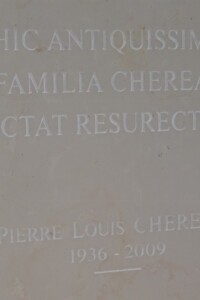 HIC ANTIQUISSIM
FAMILIA CHEREA
CTAT RESURECT
PIERRE LOUIS CHERE
1936 - 2009